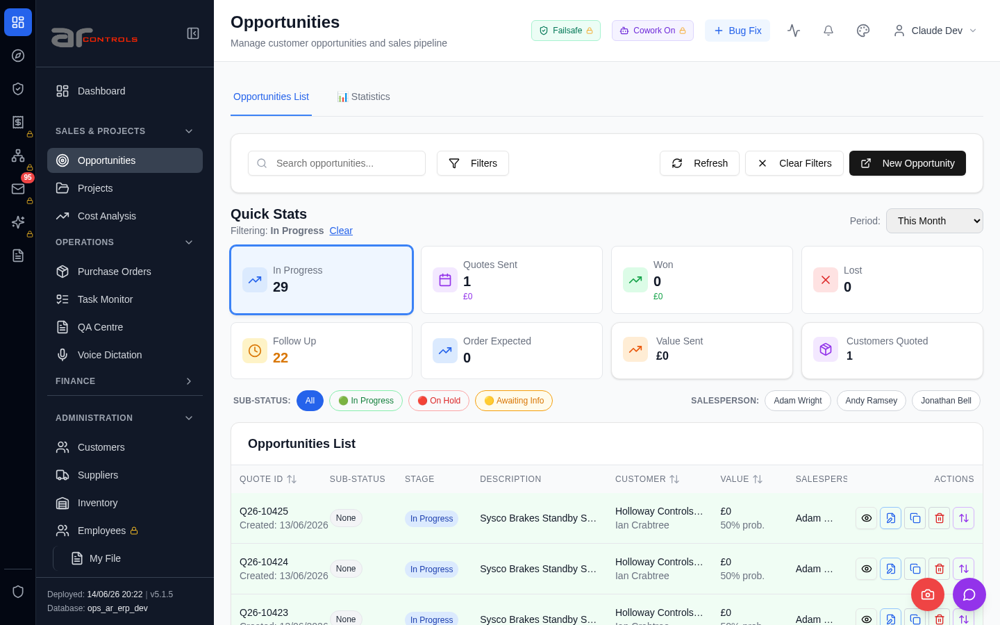 ar CONTROLS
95
Dashboard
SALES & PROJECTS
Opportunities
Projects
Cost Analysis
OPERATIONS
Purchase Orders
Task Monitor
QA Centre
Voice Dictation
FINANCE
ADMINISTRATION
Customers
Suppliers
Inventory
Employees
My File
Deployed: 14/06/26 20:22 | v5.1.5
Database: ops_ar_erp_dev
Opportunities
Manage customer opportunities and sales pipeline
Failsafe
Cowork On
Bug Fix
Claude Dev
Opportunities List
Statistics
Search opportunities...
Filters
Refresh
Clear Filters
New Opportunity
Quick Stats
Filtering: In Progress Clear
Period: This Month
In Progress
29
Quotes Sent
1
£0
Won
0
£0
Lost
0
Follow Up
22
Order Expected
0
Value Sent
£0
Customers Quoted
1
SUB-STATUS: All In Progress On Hold Awaiting Info
SALESPERSON: Adam Wright Andy Ramsey Jonathan Bell
Opportunities List
QUOTE ID SUB-STATUS STAGE DESCRIPTION CUSTOMER VALUE SALESPERS ACTIONS
Q26-10425 None In Progress Sysco Brakes Standby S... Holloway Controls... £0 Adam ...
Created: 13/06/2026 Ian Crabtree 50% prob.
Q26-10424 None In Progress Sysco Brakes Standby S... Holloway Controls... £0 Adam ...
Created: 13/06/2026 Ian Crabtree 50% prob.
Q26-10423 None In Progress Sysco Brakes Standby S... Holloway Controls... £0 Adam ...
Created: 13/06/2026 Ian Crabtree 50% prob.